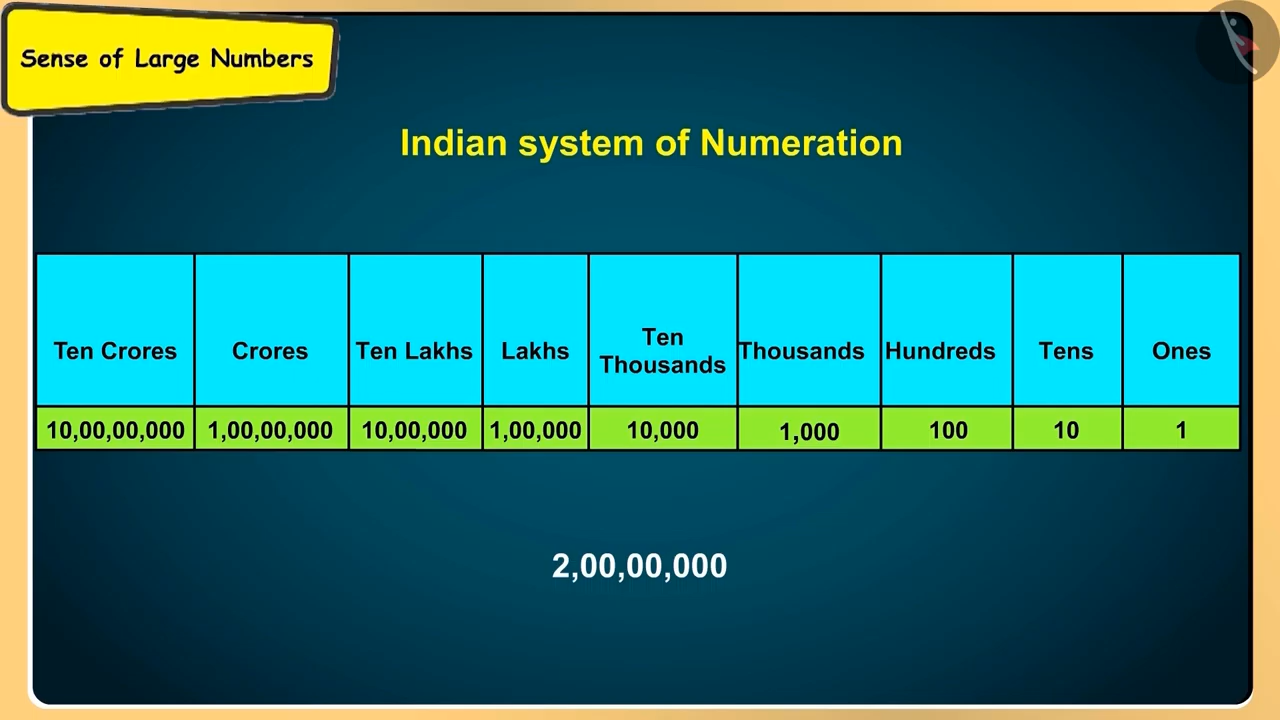 Sense of Large Numbers
Indian system of Numeration
Ten Crores Crores Ten Lakhs Lakhs Ten Thousands Thousands Hundreds Tens Ones
10,00,00,000 1,00,00,000 10,00,000 1,00,000 10,000 1,000 100 10 1
2,00,00,000